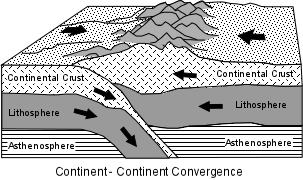 Continental Crust
Continental Crust
Lithosphere
Lithosphere
Asthenosphere
Asthenosphere
Continent - Continent Convergence